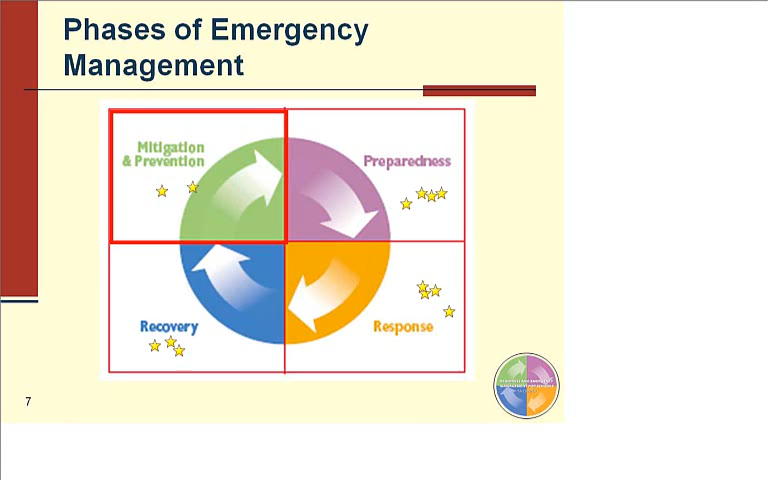 Phases of Emergency
Management
Mitigation
& Prevention
Preparedness
Recovery
Response
7